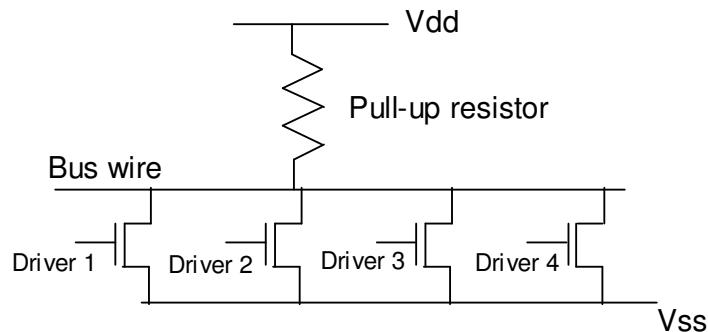 Vdd
Pull-up resistor
Bus wire
Driver 1
Driver 2
Driver 3
Driver 4
Vss